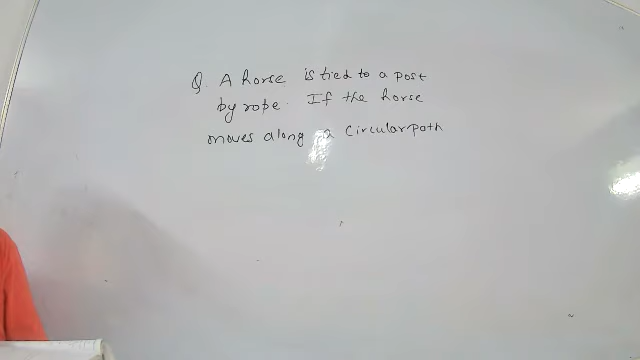 Q. A horse is tied to a post
by rope. If the horse
moves along a circular path